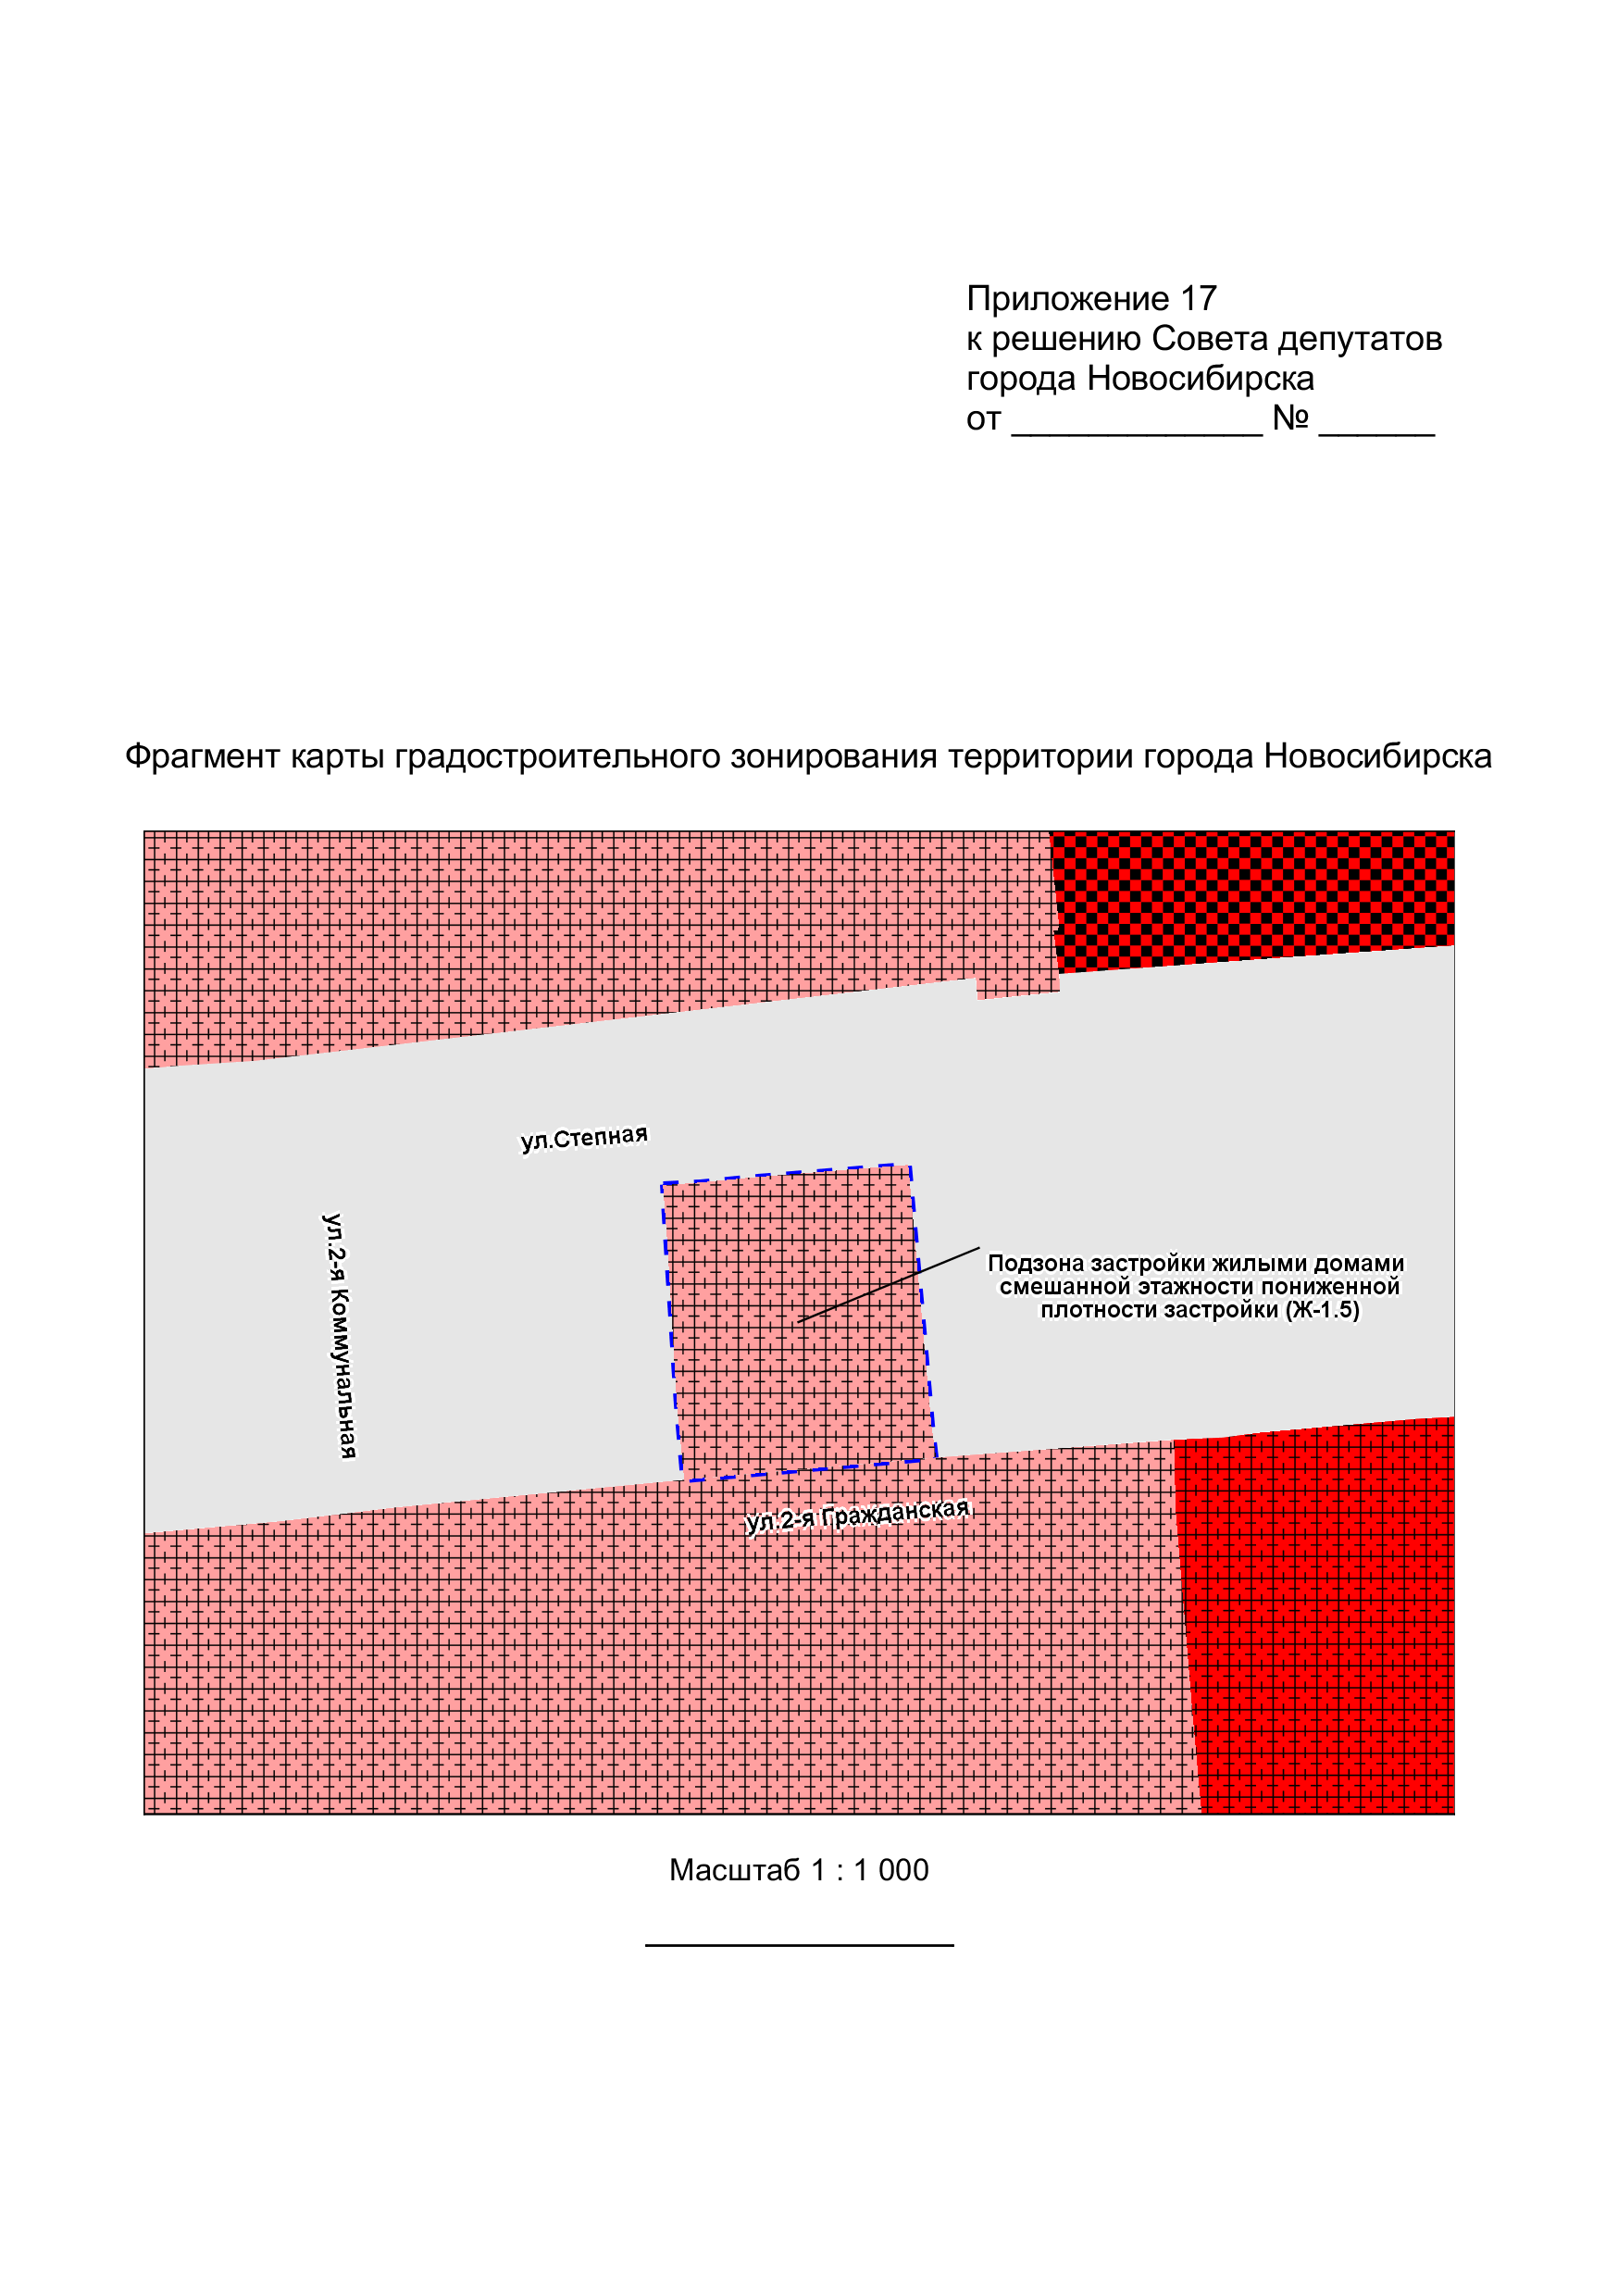 Приложение 17
к решению Совета депутатов
города Новосибирска
от _____________ № ______
Фрагмент карты градостроительного зонирования территории города Новосибирска
ул.Степная
ул.2-я Коммунальная
Подзона застройки жилыми домами
смешанной этажности пониженной
плотности застройки (Ж-1.5)
ул.2-я Гражданская
Масштаб 1 : 1 000